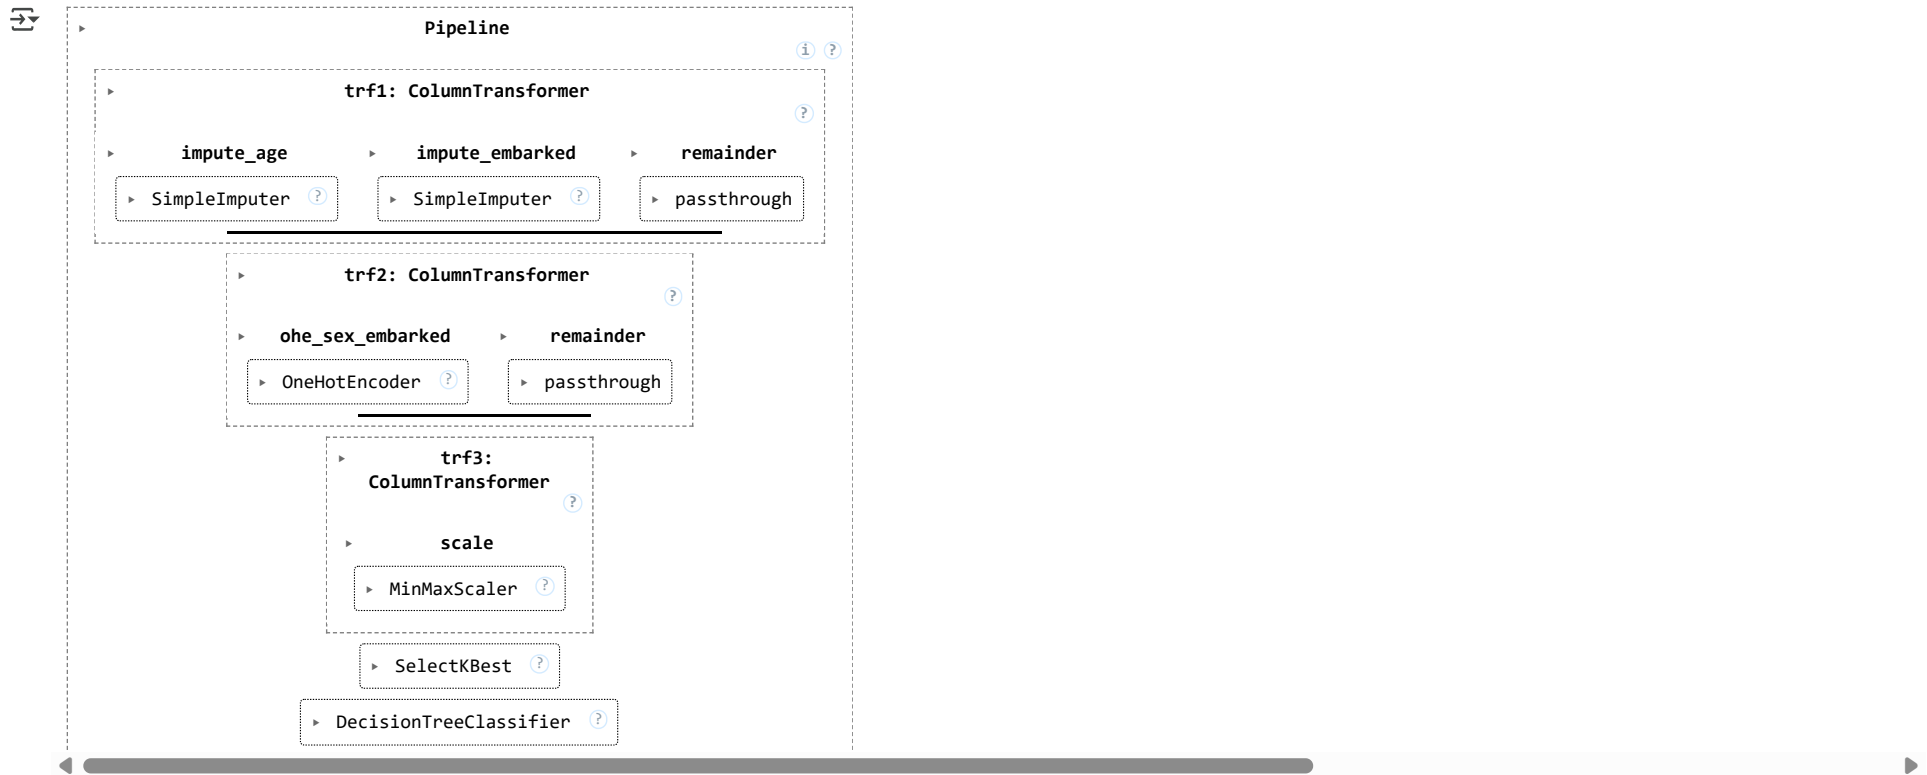 Pipeline
i ?
trf1: ColumnTransformer
?
impute_age impute_embarked remainder
SimpleImputer ? SimpleImputer ? passthrough
trf2: ColumnTransformer
?
ohe_sex_embarked remainder
OneHotEncoder ? passthrough
trf3:
ColumnTransformer
?
scale
MinMaxScaler ?
SelectKBest ?
DecisionTreeClassifier ?